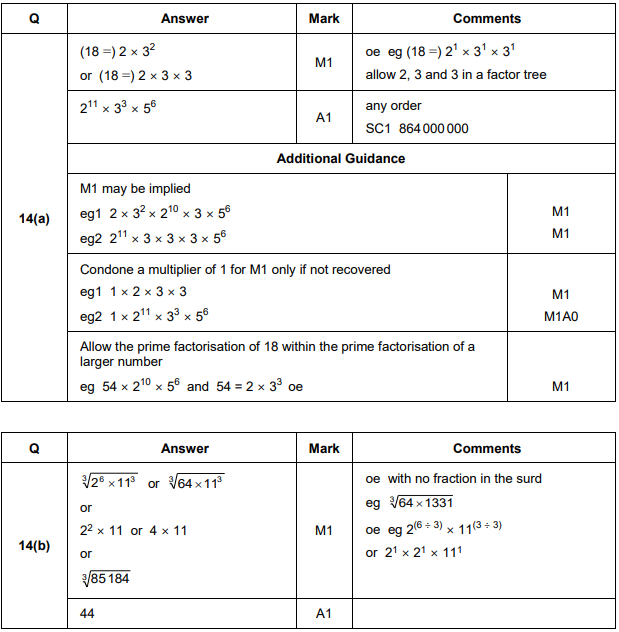 Q Answer Mark Comments
14(a)
(18 =) 2 × 3²
or (18 =) 2 × 3 × 3
M1
oe eg (18 =) 2¹ × 3¹ × 3¹
allow 2, 3 and 3 in a factor tree
2¹¹ × 3³ × 5⁶
A1
any order
SC1 864 000 000
Additional Guidance
M1 may be implied
eg1 2 × 3² × 2¹⁰ × 3 × 5⁶ M1
eg2 2¹¹ × 3 × 3 × 3 × 5⁶ M1
Condone a multiplier of 1 for M1 only if not recovered
eg1 1 × 2 × 3 × 3 M1
eg2 1 × 2¹¹ × 3³ × 5⁶ M1A0
Allow the prime factorisation of 18 within the prime factorisation of a
larger number
eg 54 × 2¹⁰ × 5⁶ and 54 = 2 × 3³ oe M1
Q Answer Mark Comments
14(b)
∛(2⁶ × 11³) or ∛(64 × 11³)
or
2² × 11 or 4 × 11
or
∛85 184
M1
oe with no fraction in the surd
eg ∛(64 × 1331)
oe eg 2⁽⁶ ÷ ³⁾ × 11⁽³ ÷ ³⁾
or 2¹ × 2¹ × 11¹
44 A1